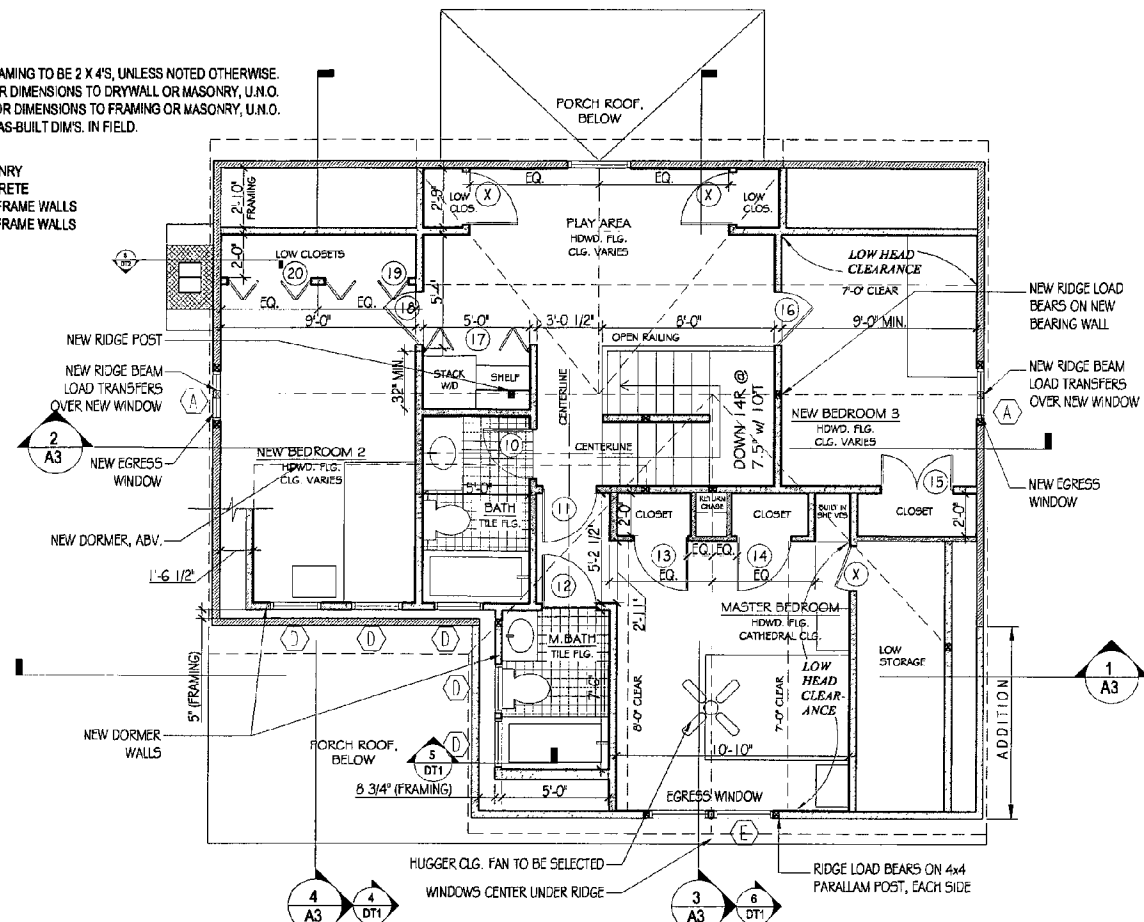 AMING TO BE 2 X 4'S, UNLESS NOTED OTHERWISE.
R DIMENSIONS TO DRYWALL OR MASONRY, U.N.O.
OR DIMENSIONS TO FRAMING OR MASONRY, U.N.O.
AS-BUILT DIM'S. IN FIELD.
NRY
RETE
FRAME WALLS
FRAME WALLS
PORCH ROOF,
BELOW
2'-10"
FRAMING
2'-9"
LOW
CLOS.
X
EQ.
EQ.
X
LOW
CLOS.
PLAY AREA
HDWD. FLG.
CLG. VARIES
2'-0"
LOW CLOSETS
20
19
EQ.
EQ.
18
5'-4"
LOW HEAD
CLEARANCE
7'-0" CLEAR
9'-0"
5'-0"
17
3'-0 1/2"
8'-0"
16
9'-0" MIN.
NEW RIDGE LOAD
BEARS ON NEW
BEARING WALL
NEW RIDGE POST
OPEN RAILING
STACK
W/D
SHELF
32" MIN.
NEW RIDGE BEAM
LOAD TRANSFERS
OVER NEW WINDOW
A
CENTERLINE
DOWN 14R @
7.5" W/ 10"T
NEW RIDGE BEAM
LOAD TRANSFERS
OVER NEW WINDOW
A
2
A3
NEW EGRESS
WINDOW
NEW BEDROOM 2
HDWD. FLG.
CLG. VARIES
10
CENTERLINE
NEW BEDROOM 3
HDWD. FLG.
CLG. VARIES
NEW EGRESS
WINDOW
5'-0"
BATH
TILE FLG.
11
2'-0"
CLOSET
RETURN
CHASE
CLOSET
BUILT IN
SHELVES
15
CLOSET
2'-0"
NEW DORMER, ABV.
1'-6 1/2"
5'-2 1/2"
13
EQ.
EQ.
14
EQ.
EQ.
X
12
2'-11"
MASTER BEDROOM
HDWD. FLG.
CATHEDRAL CLG.
D
D
D
M. BATH
TILE FLG.
LOW
STORAGE
5" (FRAMING)
D
7'-6"
8'-0" CLEAR
7'-0" CLEAR
LOW
HEAD
CLEAR-
ANCE
1
A3
ADDITION
NEW DORMER
WALLS
PORCH ROOF,
BELOW
D
5
DT1
10'-10"
8 3/4" (FRAMING)
5'-0"
EGRESS WINDOW
E
HUGGER CLG. FAN TO BE SELECTED
WINDOWS CENTER UNDER RIDGE
RIDGE LOAD BEARS ON 4x4
PARALLAM POST, EACH SIDE
4
A3
4
DT1
3
A3
6
DT1